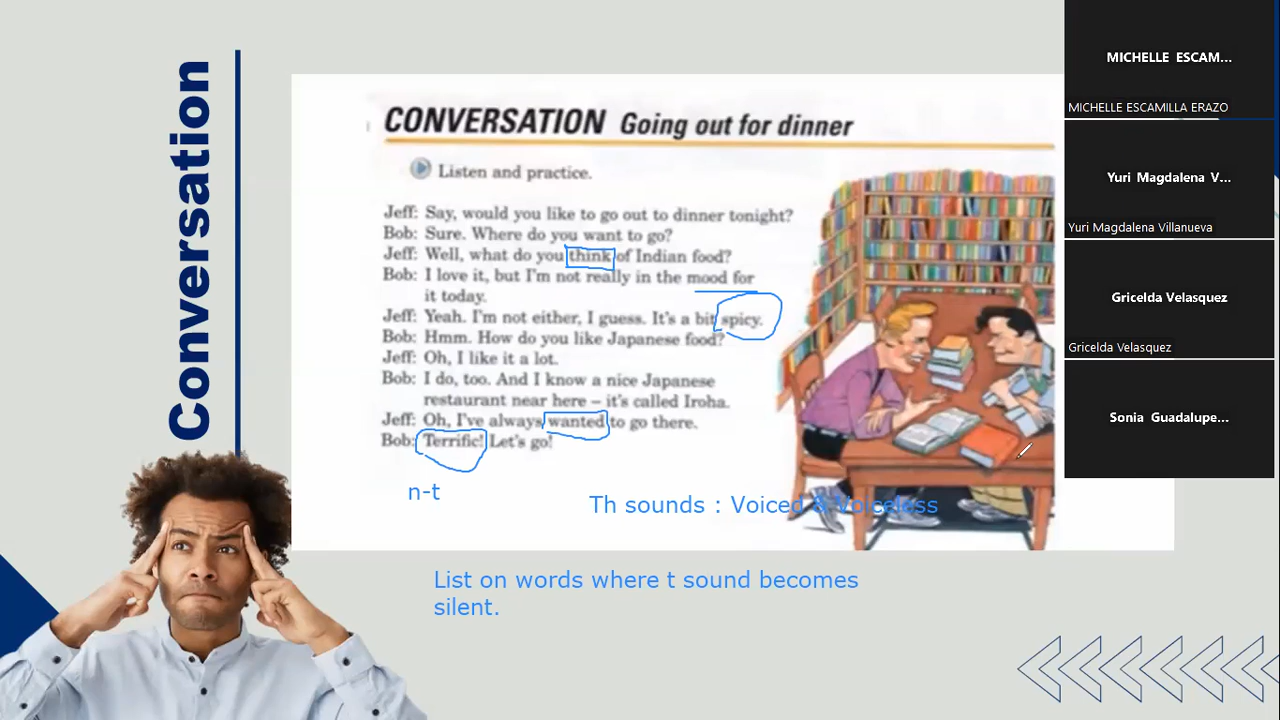 Conversation
CONVERSATION Going out for dinner
Listen and practice.
Jeff: Say, would you like to go out to dinner tonight?
Bob: Sure. Where do you want to go?
Jeff: Well, what do you think of Indian food?
Bob: I love it, but I'm not really in the mood for
it today.
Jeff: Yeah. I'm not either, I guess. It's a bit spicy.
Bob: Hmm. How do you like Japanese food?
Jeff: Oh, I like it a lot.
Bob: I do, too. And I know a nice Japanese
restaurant near here – it's called Iroha.
Jeff: Oh, I've always wanted to go there.
Bob: Terrific! Let's go!
n-t
Th sounds : Voiced & Voiceless
List on words where t sound becomes
silent.
MICHELLE ESCAM...
MICHELLE ESCAMILLA ERAZO
Yuri Magdalena V...
Yuri Magdalena Villanueva
Gricelda Velasquez
Gricelda Velasquez
Sonia Guadalupe...